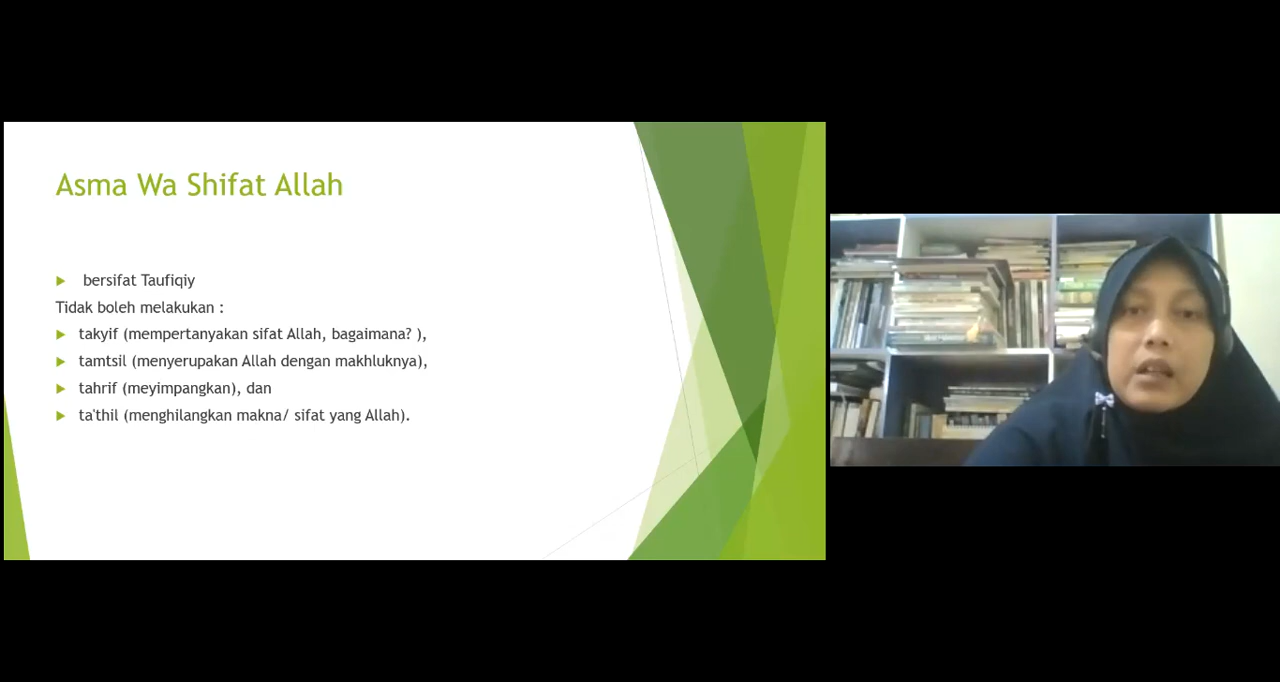 Asma Wa Shifat Allah
bersifat Taufiqiy
Tidak boleh melakukan :
takyif (mempertanyakan sifat Allah, bagaimana? ),
tamtsil (menyerupakan Allah dengan makhluknya),
tahrif (meyimpangkan), dan
ta'thil (menghilangkan makna/ sifat yang Allah).